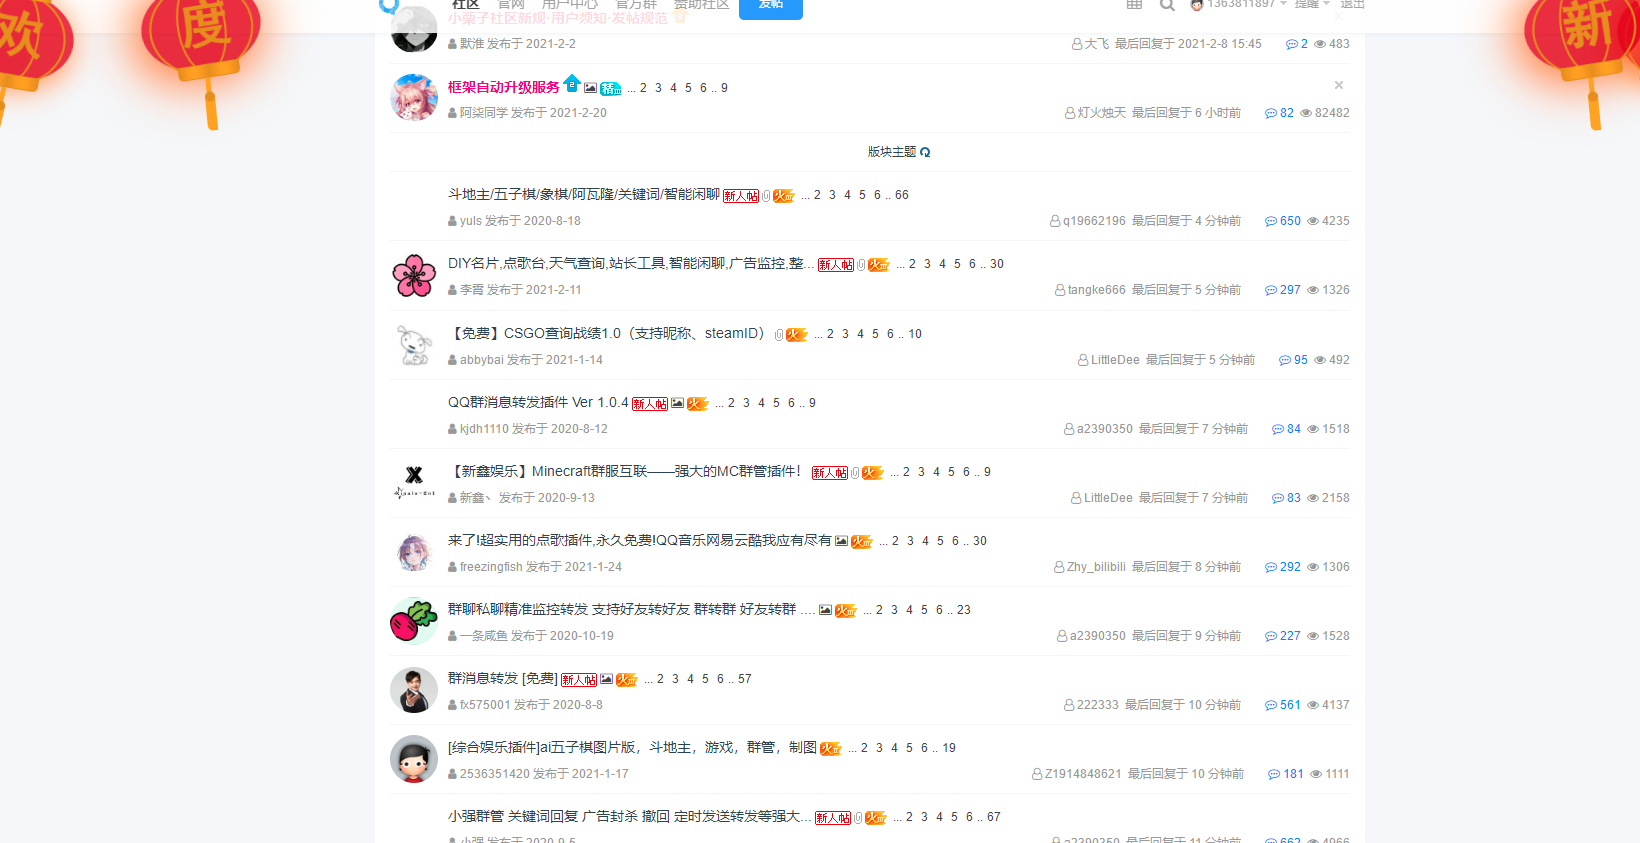 欢 度 新
社区 官网 用户中心 官方群 赞助社区 发帖 1363811897 提醒 退出
小栗子社区新规·用户须知·发帖规范
默淮 发布于 2021-2-2 大飞 最后回复于 2021-2-8 15:45 2 483
框架自动升级服务 精 ... 2 3 4 5 6 .. 9
阿柒同学 发布于 2021-2-20 灯火烛天 最后回复于 6 小时前 82 82482
版块主题
斗地主/五子棋/象棋/阿瓦隆/关键词/智能闲聊 新人帖 火 ... 2 3 4 5 6 .. 66
yuls 发布于 2020-8-18 q19662196 最后回复于 4 分钟前 650 4235
DIY名片,点歌台,天气查询,站长工具,智能闲聊,广告监控,整... 新人帖 火 ... 2 3 4 5 6 .. 30
李霄 发布于 2021-2-11 tangke666 最后回复于 5 分钟前 297 1326
【免费】CSGO查询战绩1.0（支持昵称、steamID） 火 ... 2 3 4 5 6 .. 10
abbybai 发布于 2021-1-14 LittleDee 最后回复于 5 分钟前 95 492
QQ群消息转发插件 Ver 1.0.4 新人帖 火 ... 2 3 4 5 6 .. 9
kjdh1110 发布于 2020-8-12 a2390350 最后回复于 7 分钟前 84 1518
【新鑫娱乐】Minecraft群服互联——强大的MC群管插件！ 新人帖 火 ... 2 3 4 5 6 .. 9
新鑫丶 发布于 2020-9-13 LittleDee 最后回复于 7 分钟前 83 2158
来了!超实用的点歌插件,永久免费!QQ音乐网易云酷我应有尽有 火 ... 2 3 4 5 6 .. 30
freezingfish 发布于 2021-1-24 Zhy_bilibili 最后回复于 8 分钟前 292 1306
群聊私聊精准监控转发 支持好友转好友 群转群 好友转群 .... 火 ... 2 3 4 5 6 .. 23
一条咸鱼 发布于 2020-10-19 a2390350 最后回复于 9 分钟前 227 1528
群消息转发 [免费] 新人帖 火 ... 2 3 4 5 6 .. 57
fx575001 发布于 2020-8-8 222333 最后回复于 10 分钟前 561 4137
[综合娱乐插件]ai五子棋图片版，斗地主，游戏，群管，制图 火 ... 2 3 4 5 6 .. 19
2536351420 发布于 2021-1-17 Z1914848621 最后回复于 10 分钟前 181 1111
小强群管 关键词回复 广告封杀 撤回 定时发送转发等强大... 新人帖 火 ... 2 3 4 5 6 .. 67
小强 发布于 2020-9-5 a2390350 最后回复于 11 分钟前 662 4966